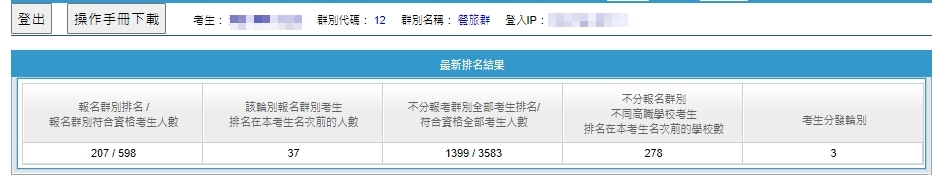 登出 操作手冊下載 考生： 群別代碼： 12 群別名稱： 餐旅群 登入IP：
最新排名結果
報名群別排名 /
報名群別符合資格考生人數
該輪別報名群別考生
排名在本考生名次前的人數
不分報考群別全部考生排名/
符合資格全部考生人數
不分報名群別
不同高職學校考生
排名在本考生名次前的學校數
考生分發輪別
207 / 598 37 1399 / 3583 278 3